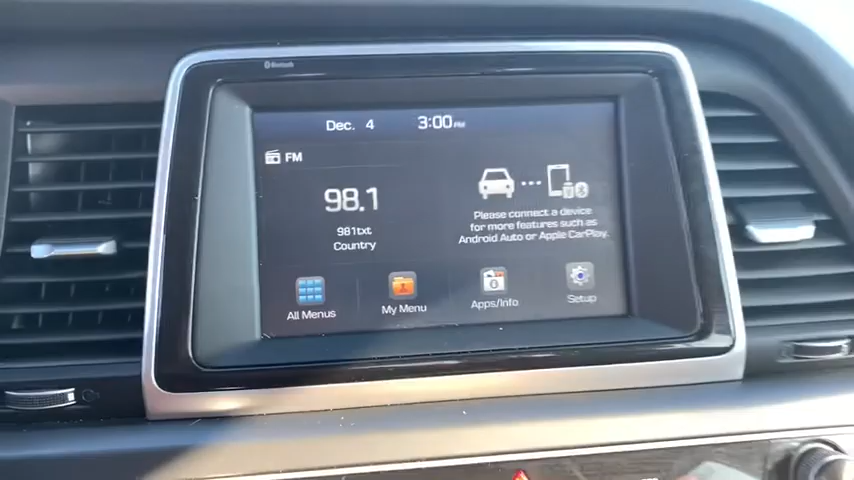 Bluetooth
Dec. 4 3:00 PM
FM
98.1
981txt
Country
Please connect a device
for more features such as
Android Auto or Apple CarPlay.
All Menus
My Menu
Apps/Info
Setup